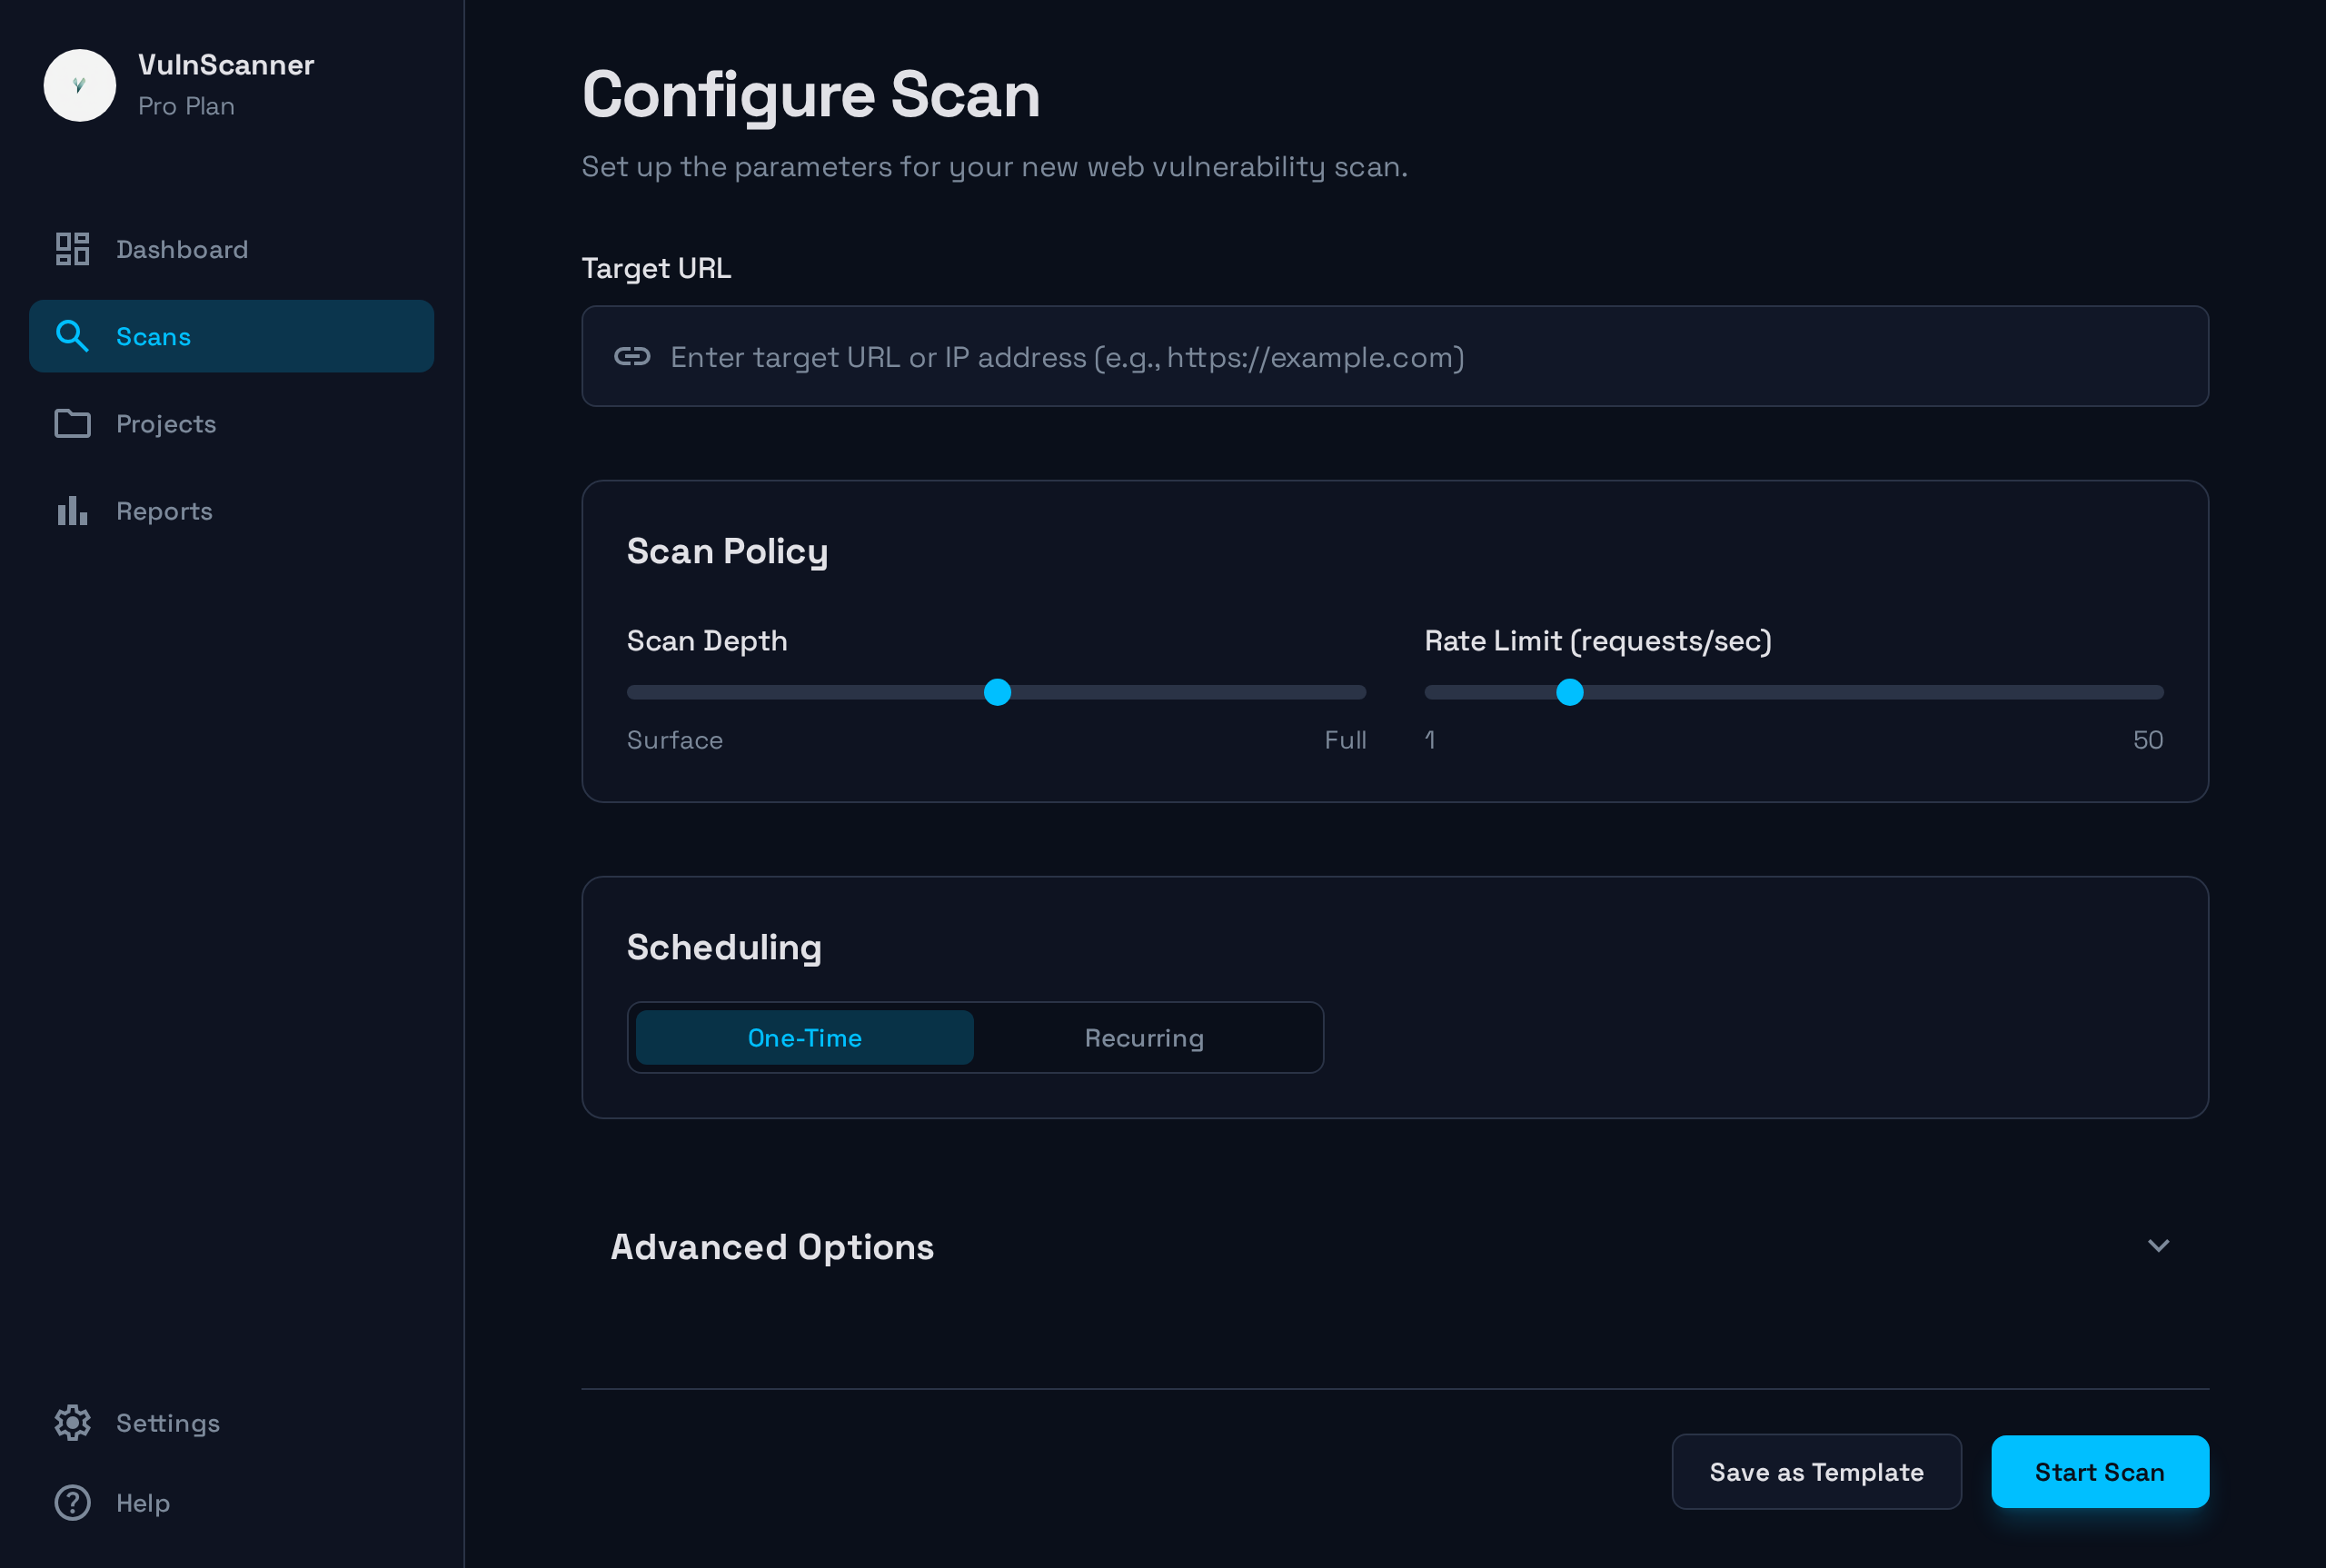 VulnScanner
Pro Plan
Dashboard
Scans
Projects
Reports
Settings
Help
Configure Scan
Set up the parameters for your new web vulnerability scan.
Target URL
Enter target URL or IP address (e.g., https://example.com)
Scan Policy
Scan Depth
Surface
Full
Rate Limit (requests/sec)
1
50
Scheduling
One-Time
Recurring
Advanced Options
Save as Template
Start Scan